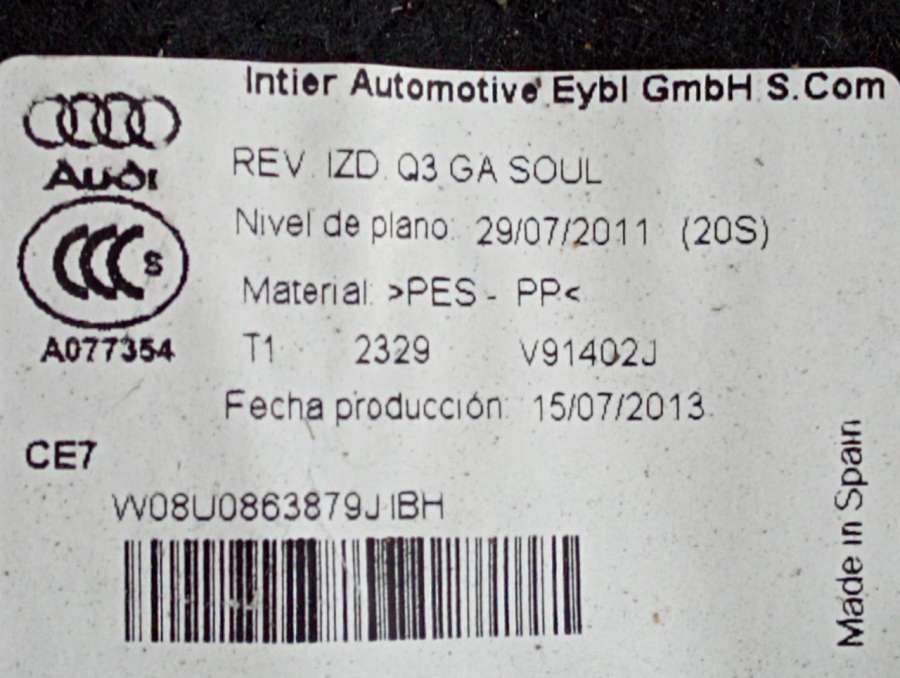 Intier Automotive Eybl GmbH S.Com
Audi
REV. IZD. Q3 GA SOUL
Nivel de plano: 29/07/2011 (20S)
CCC S
Material: >PES - PP<
A077354
T1 2329 V91402J
Fecha producción: 15/07/2013
CE7
W08U0863879J IBH
Made in Spain